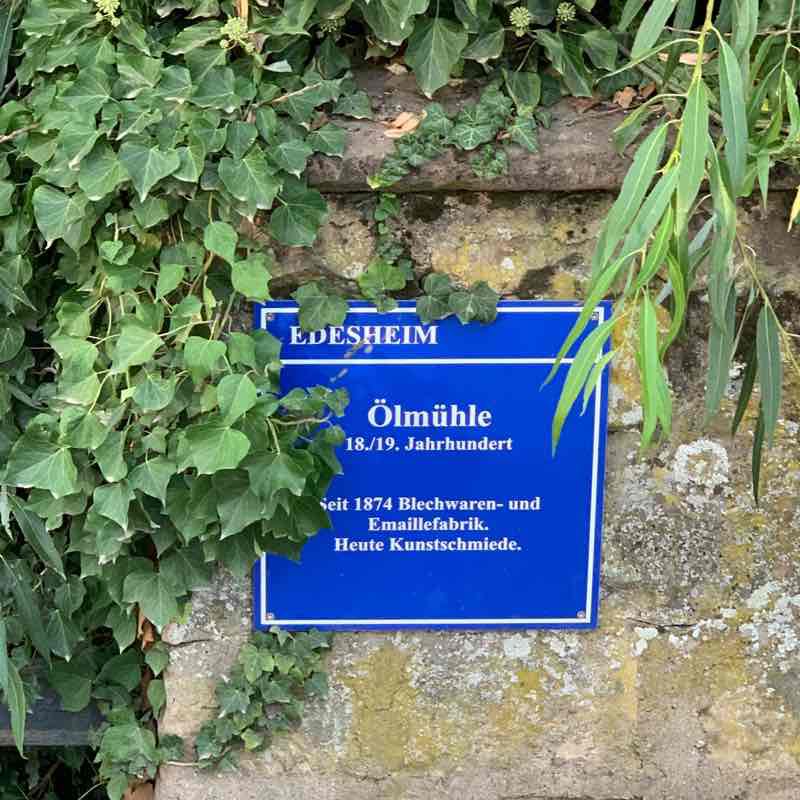 EDESHEIM
Ölmühle
18./19. Jahrhundert
Seit 1874 Blechwaren- und
Emaillefabrik.
Heute Kunstschmiede.